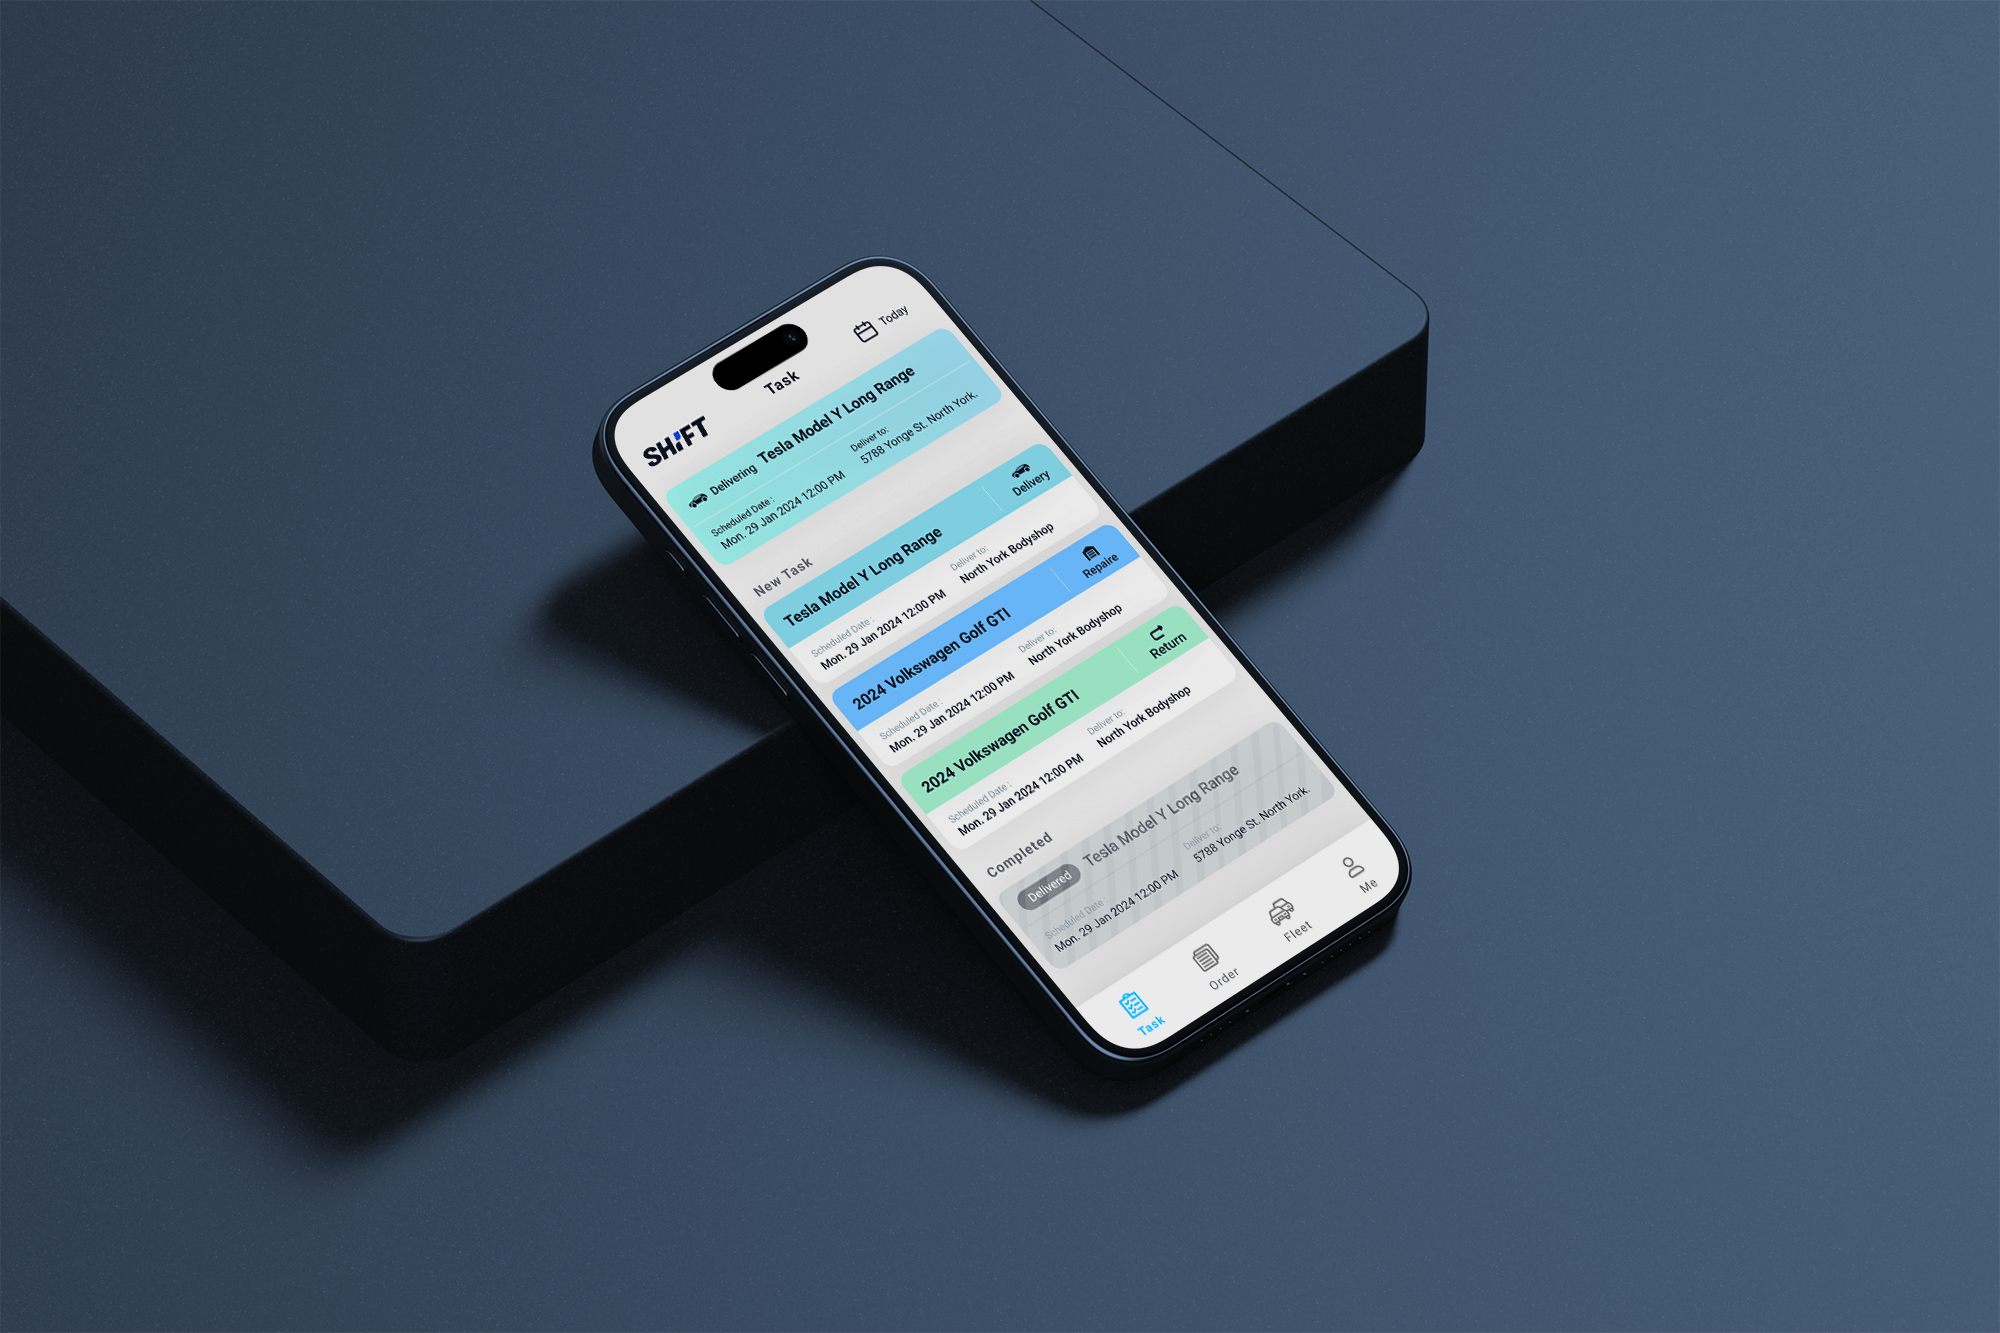 Today
Task
SHiFT
Delivering Tesla Model Y Long Range
Scheduled Date :
Mon. 29 Jan 2024 12:00 PM
Deliver to:
5788 Yonge St. North York.
New Task
Tesla Model Y Long Range
Delivery
Scheduled Date :
Mon. 29 Jan 2024 12:00 PM
Deliver to:
North York Bodyshop
2024 Volkswagen Golf GTI
Repaire
Scheduled Date :
Mon. 29 Jan 2024 12:00 PM
Deliver to:
North York Bodyshop
2024 Volkswagen Golf GTI
Return
Scheduled Date :
Mon. 29 Jan 2024 12:00 PM
Deliver to:
North York Bodyshop
Completed
Delivered Tesla Model Y Long Range
Scheduled Date
Mon. 29 Jan 2024 12:00 PM
Deliver to:
5788 Yonge St. North York.
Task
Order
Fleet
Me